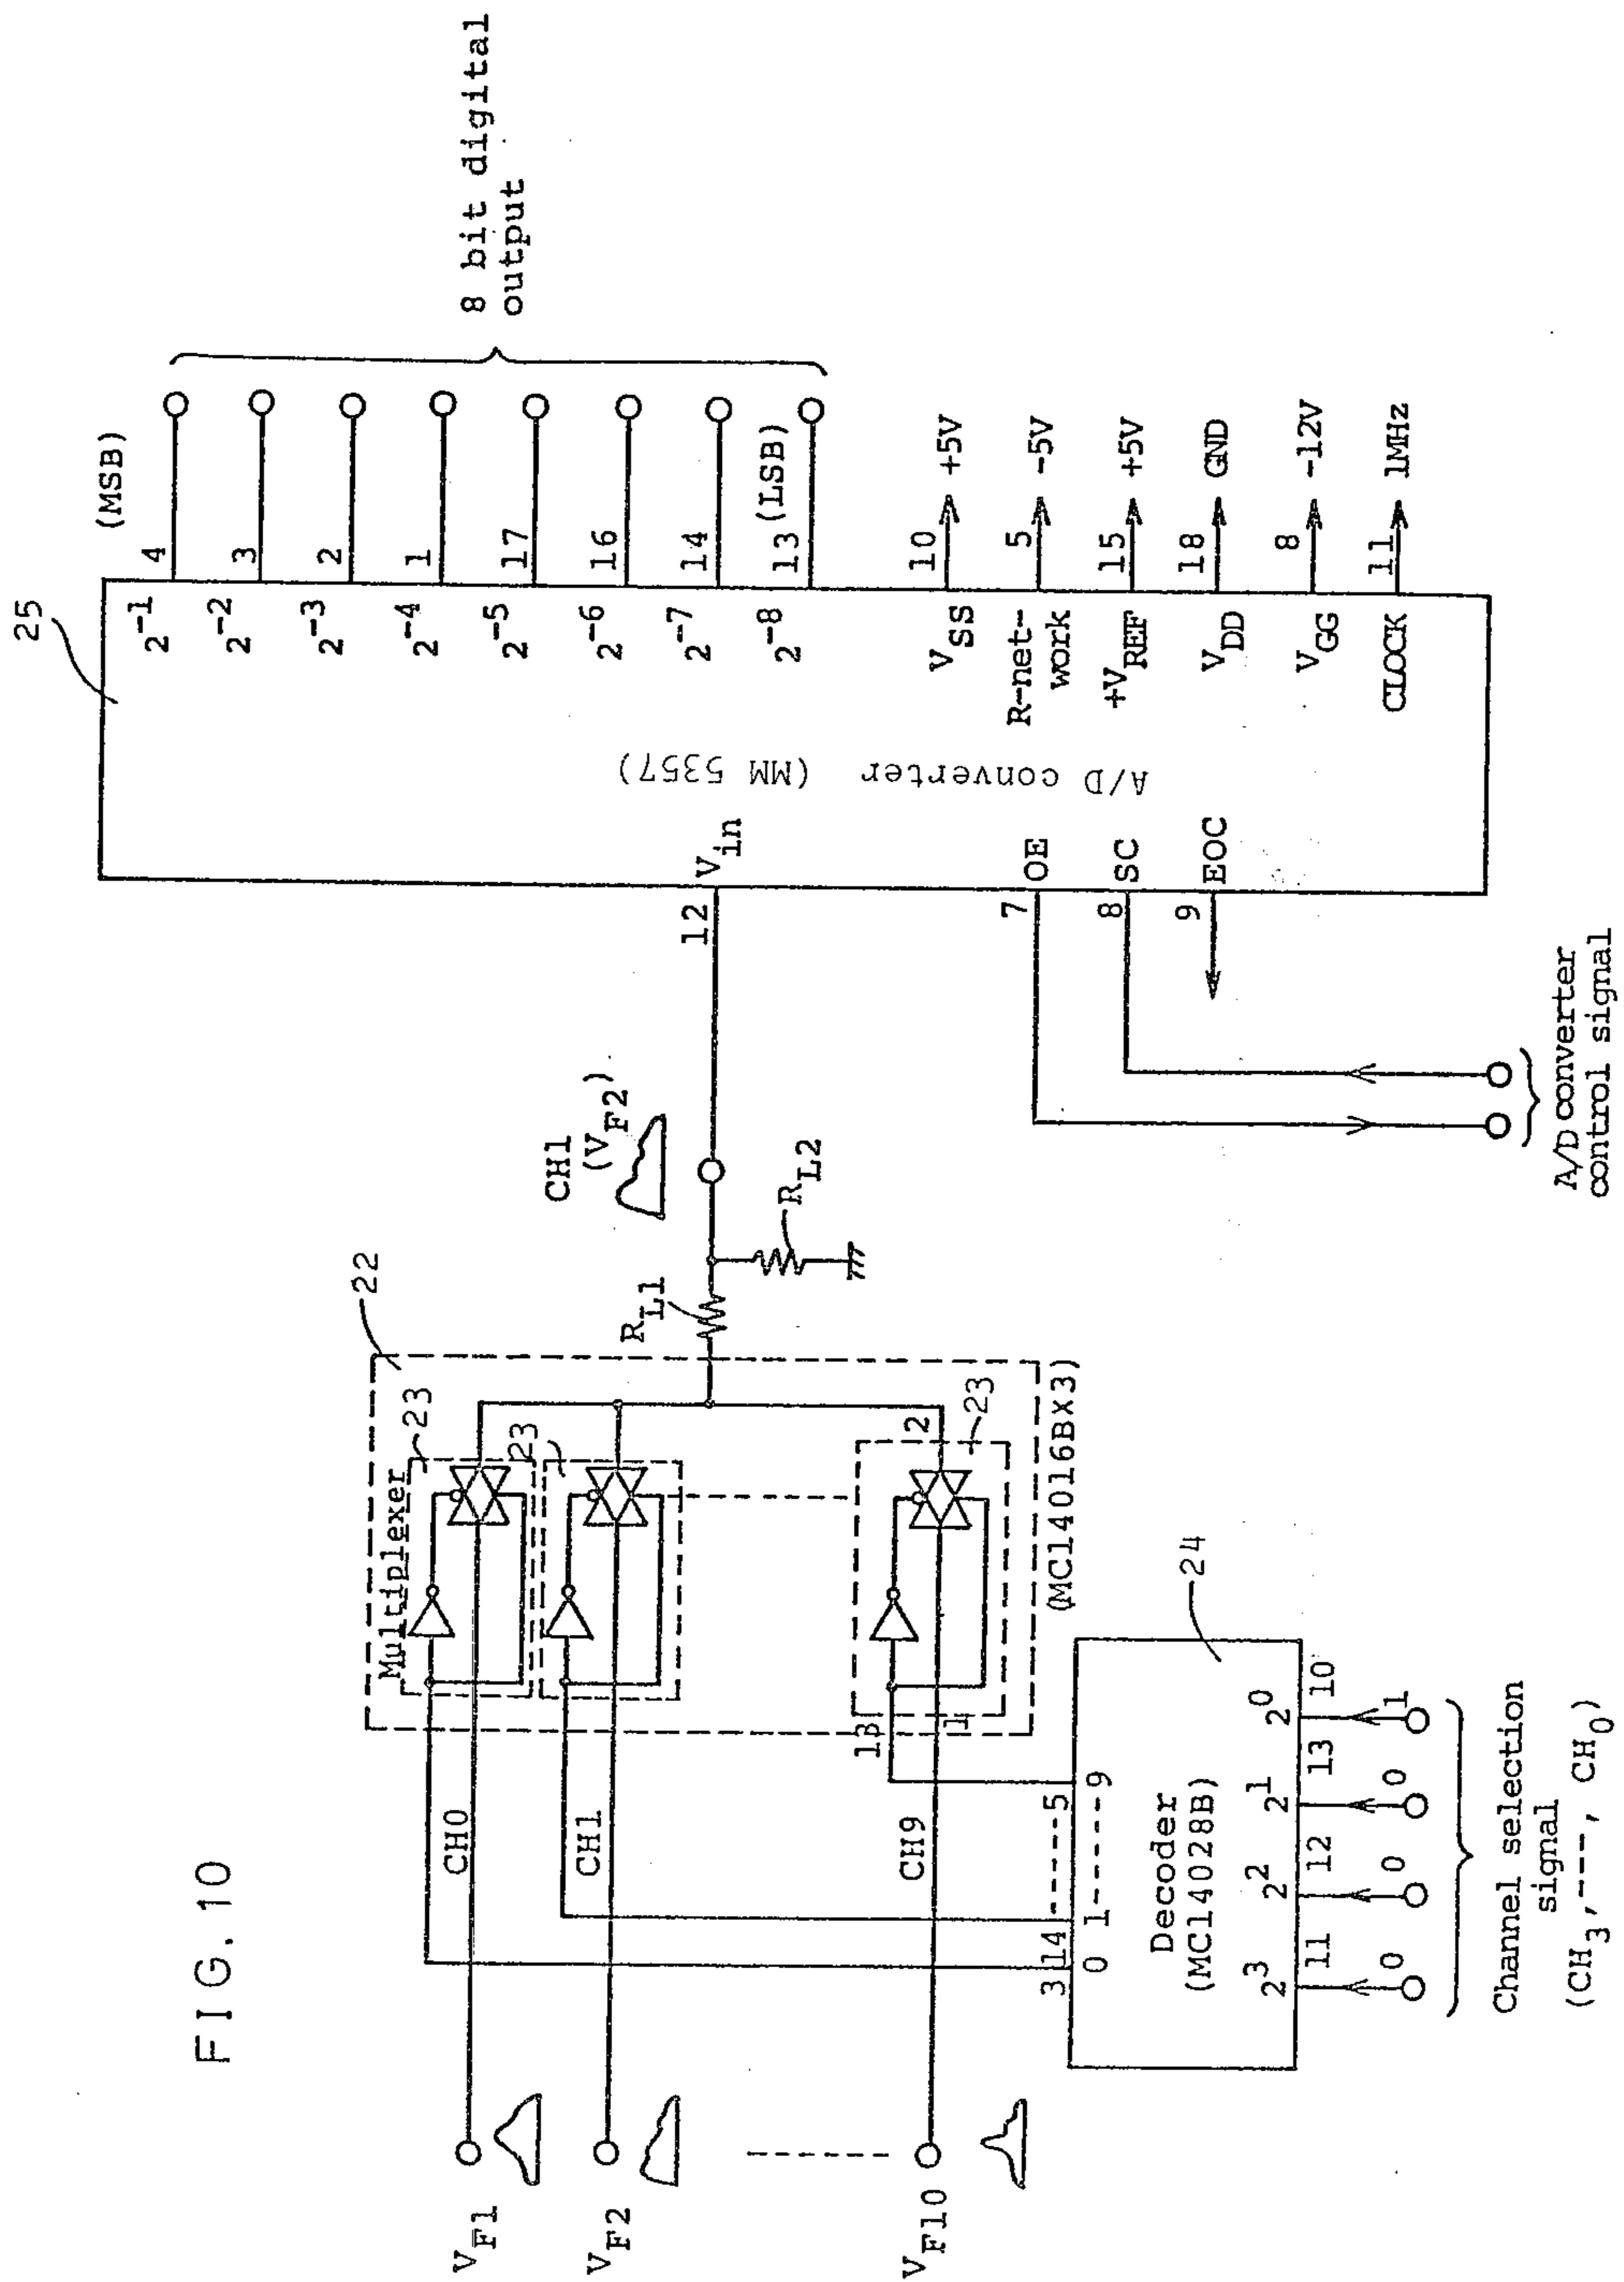 FIG. 10
V_F1
V_F2
V_F10
CH0
CH1
CH9
Multiplexer
22
23
23
23
13
1
2
(MC14016B×3)
R_L1
R_L2
CH1
(V_F2)
3
14
-----
5
0
1
----
9
Decoder
(MC14028B)
24
2^3
2^2
2^1
2^0
11
12
13
10
0
0
0
1
Channel selection
signal
(CH_3,---, CH_0)
25
12
V_in
7
OE
8
SC
9
EOC
A/D converter
control signal
A/D converter (MM 5357)
2^-1
4
(MSB)
2^-2
3
2^-3
2
2^-4
1
2^-5
17
2^-6
16
2^-7
14
2^-8
13
(LSB)
8 bit digital
output
V_SS
10
+5V
R-net-
work
5
-5V
+V_REF
15
+5V
V_DD
18
GND
V_GG
8
-12V
CLOCK
11
1MHz